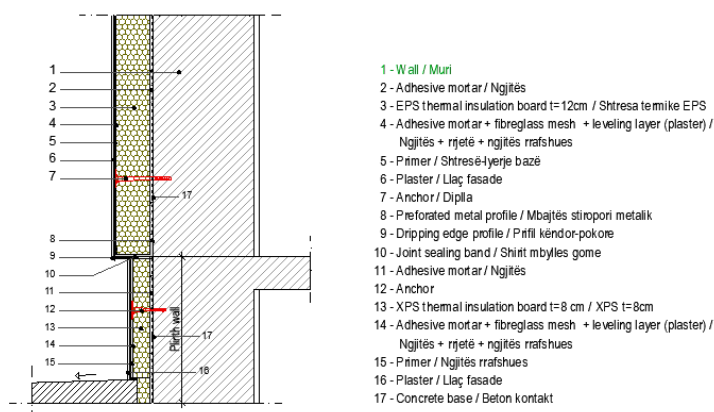 1
2
3
4
5
6
7
17
8
9
10
11
12
13
14
15
16
17
Plinth wall
1 - Wall / Muri
2 - Adhesive mortar / Ngjitës
3 - EPS thermal insulation board t=12cm / Shtresa termike EPS
4 - Adhesive mortar + fibreglass mesh + leveling layer (plaster) /
Ngjitës + rrjetë + ngjitës rrafshues
5 - Primer / Shtresë-lyerje bazë
6 - Plaster / Llaç fasade
7 - Anchor / Diplla
8 - Preforated metal profile / Mbajtës stiropori metalik
9 - Dripping edge profile / Prifil këndor-pokore
10 - Joint sealing band / Shirit mbylles gome
11 - Adhesive mortar / Ngjitës
12 - Anchor
13 - XPS thermal insulation board t=8 cm / XPS t=8cm
14 - Adhesive mortar + fibreglass mesh + leveling layer (plaster) /
Ngjitës + rrjetë + ngjitës rrafshues
15 - Primer / Ngjitës rrafshues
16 - Plaster / Llaç fasade
17 - Concrete base / Beton kontakt